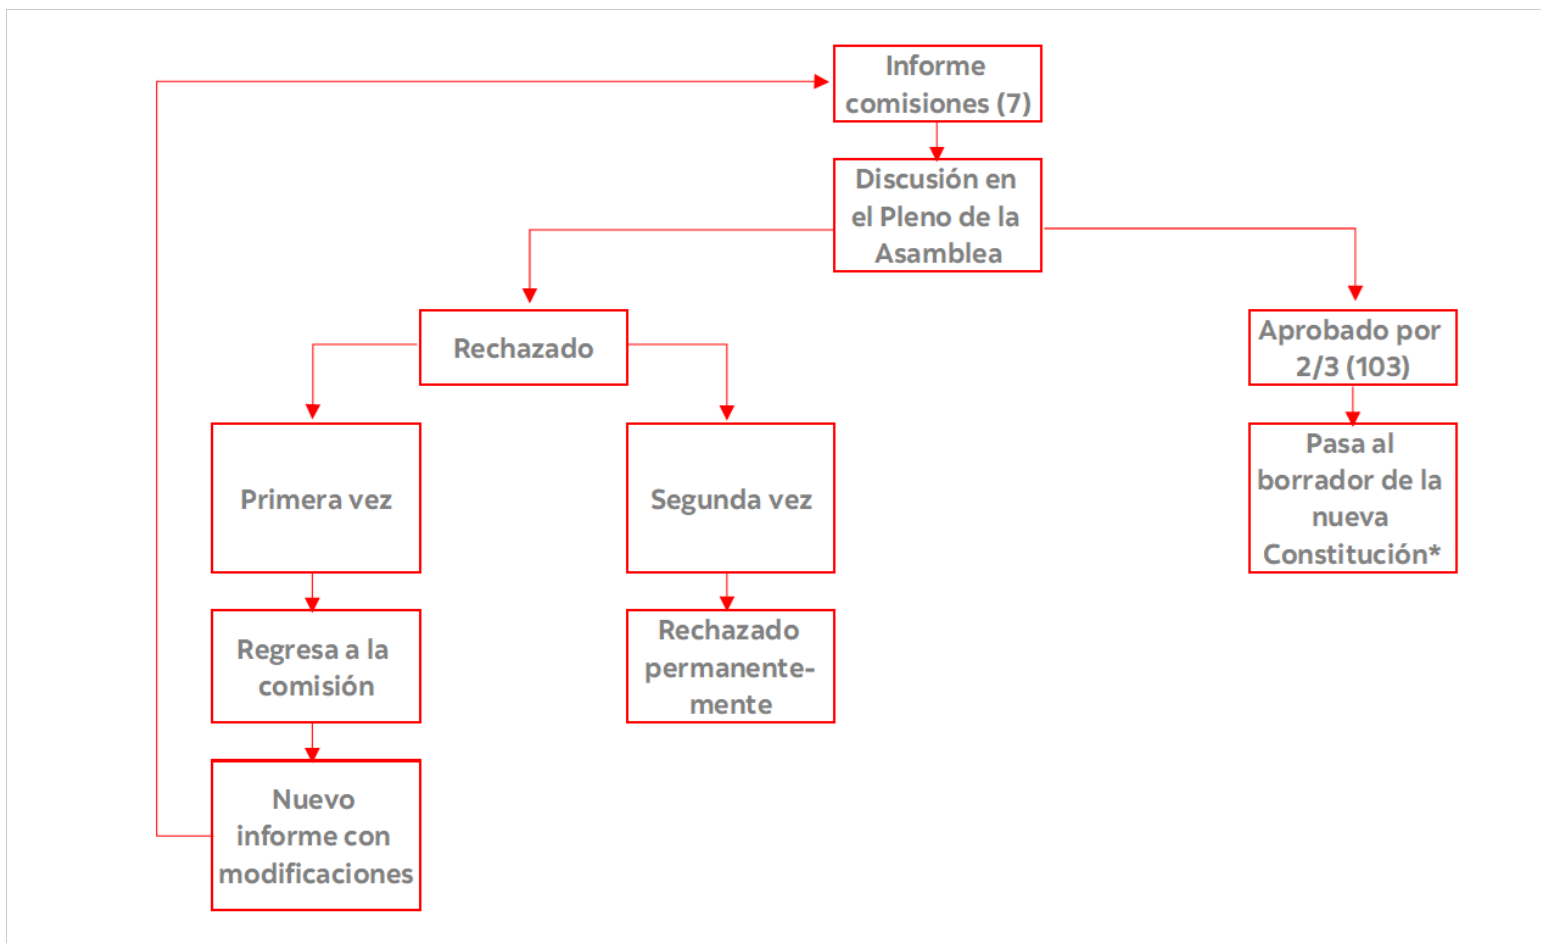 Informe
comisiones (7)
Discusión en
el Pleno de la
Asamblea
Rechazado
Aprobado por
2/3 (103)
Primera vez
Segunda vez
Pasa al
borrador de la
nueva
Constitución*
Regresa a la
comisión
Rechazado
permanente-
mente
Nuevo
informe con
modificaciones